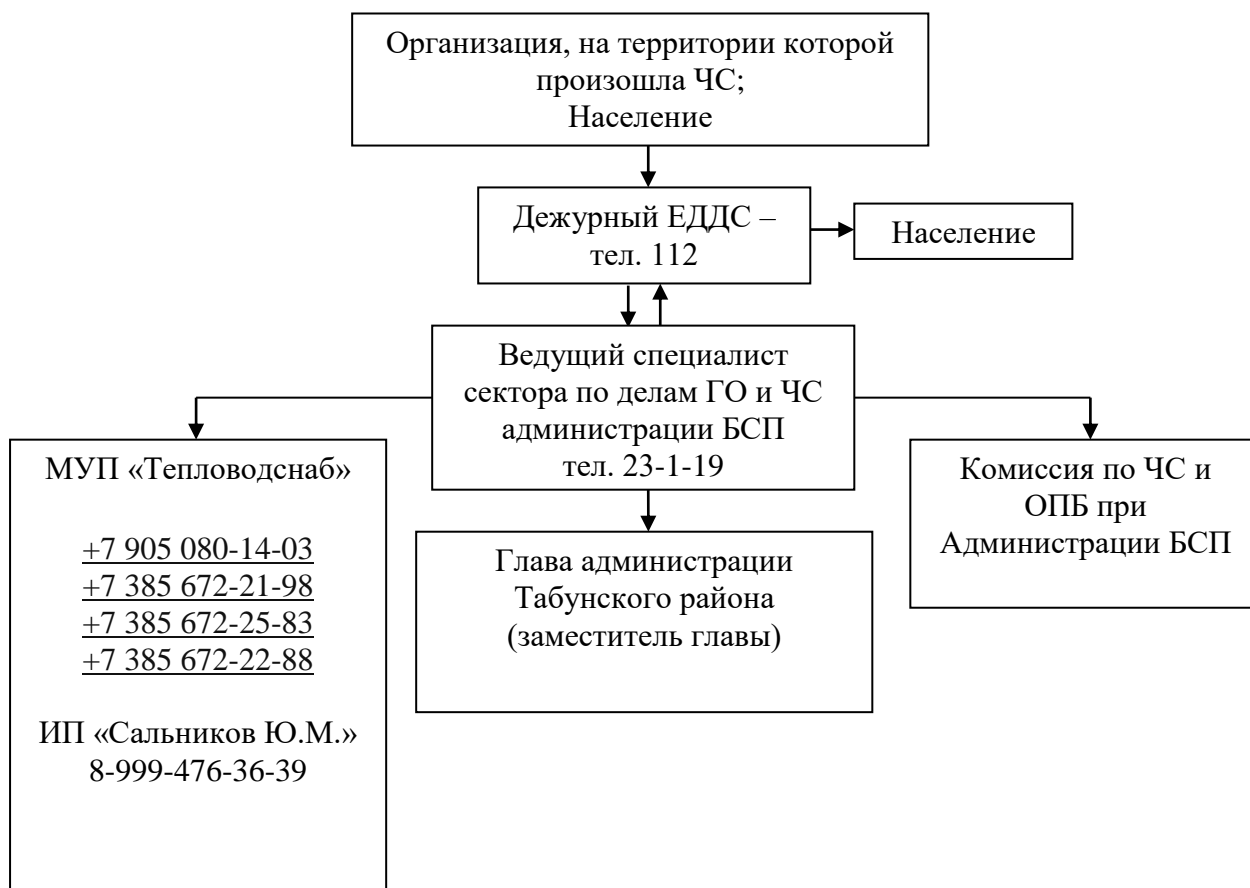 Организация, на территории которой
произошла ЧС;
Население
Дежурный ЕДДС –
тел. 112
Население
Ведущий специалист
сектора по делам ГО и ЧС
администрации БСП
тел. 23-1-19
МУП «Тепловодснаб»
+7 905 080-14-03
+7 385 672-21-98
+7 385 672-25-83
+7 385 672-22-88
ИП «Сальников Ю.М.»
8-999-476-36-39
Глава администрации
Табунского района
(заместитель главы)
Комиссия по ЧС и
ОПБ при
Администрации БСП